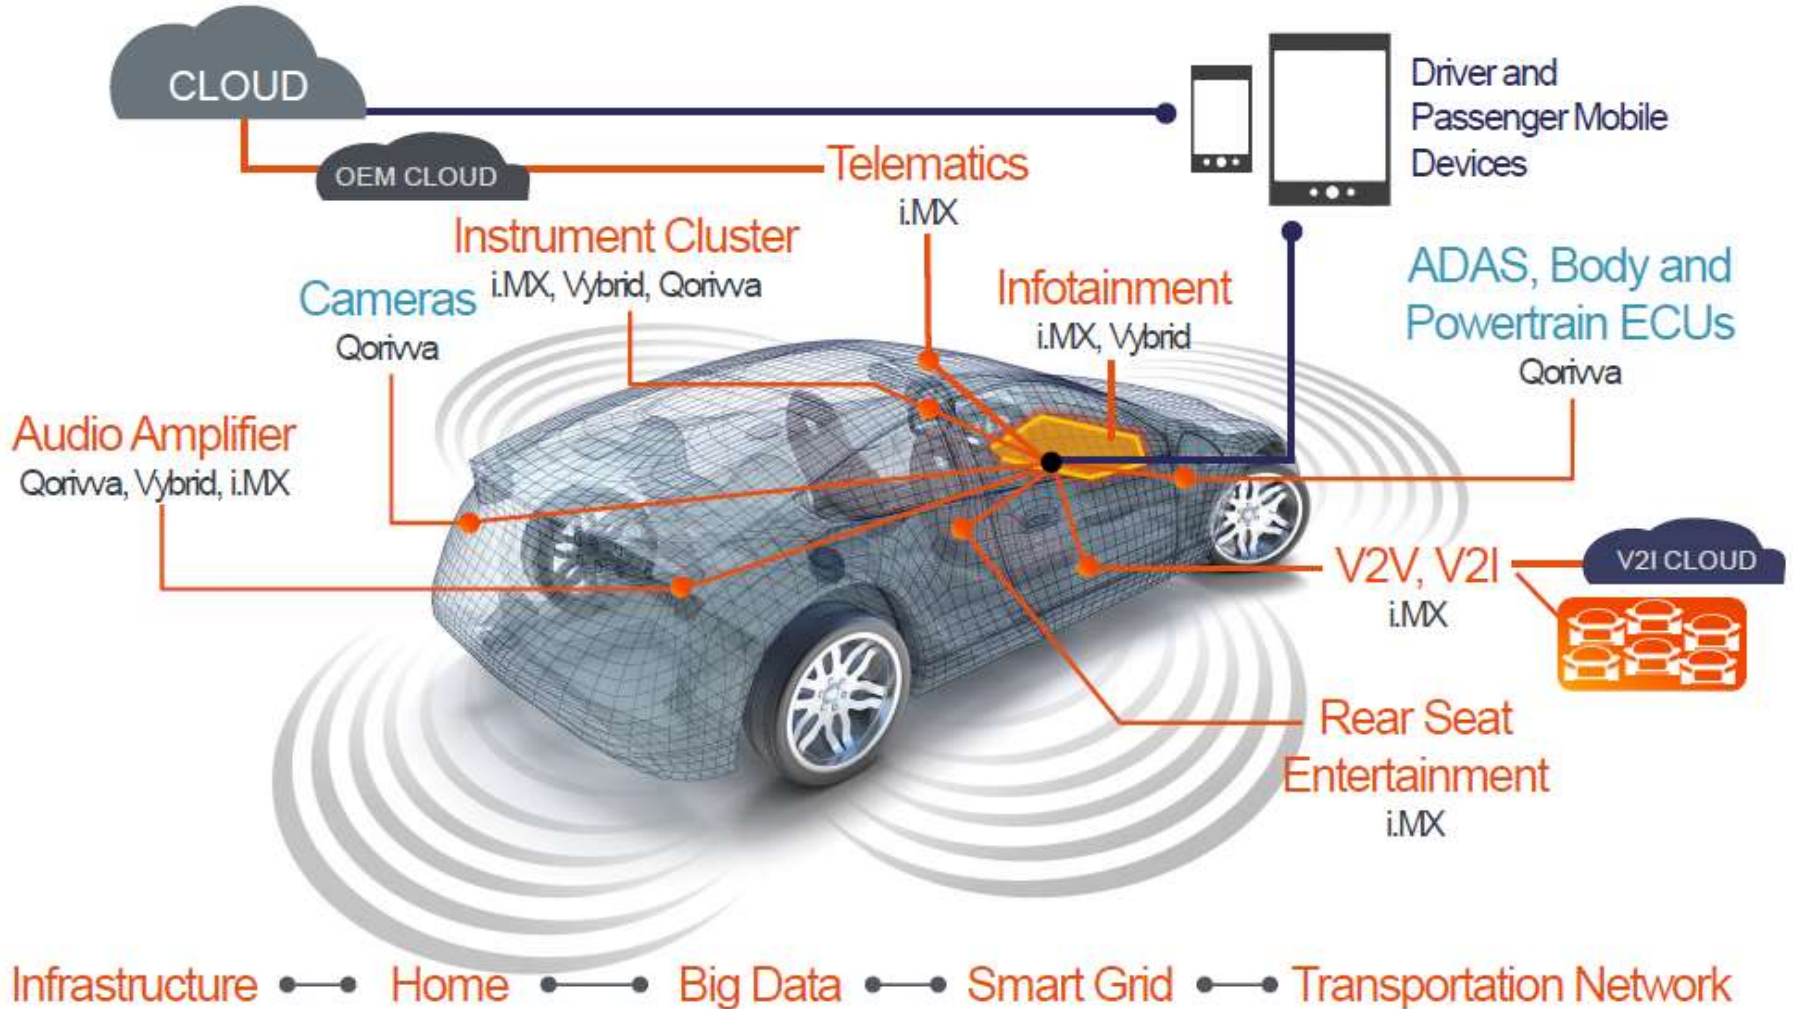 CLOUD
OEM CLOUD
Driver and
Passenger Mobile
Devices
Telematics
i.MX
Instrument Cluster
i.MX, Vybrid, Qorivva
Cameras
Qorivva
Infotainment
i.MX, Vybrid
ADAS, Body and
Powertrain ECUs
Qorivva
Audio Amplifier
Qorivva, Vybrid, i.MX
V2V, V2I
i.MX
V2I CLOUD
Rear Seat
Entertainment
i.MX
Infrastructure Home Big Data Smart Grid Transportation Network